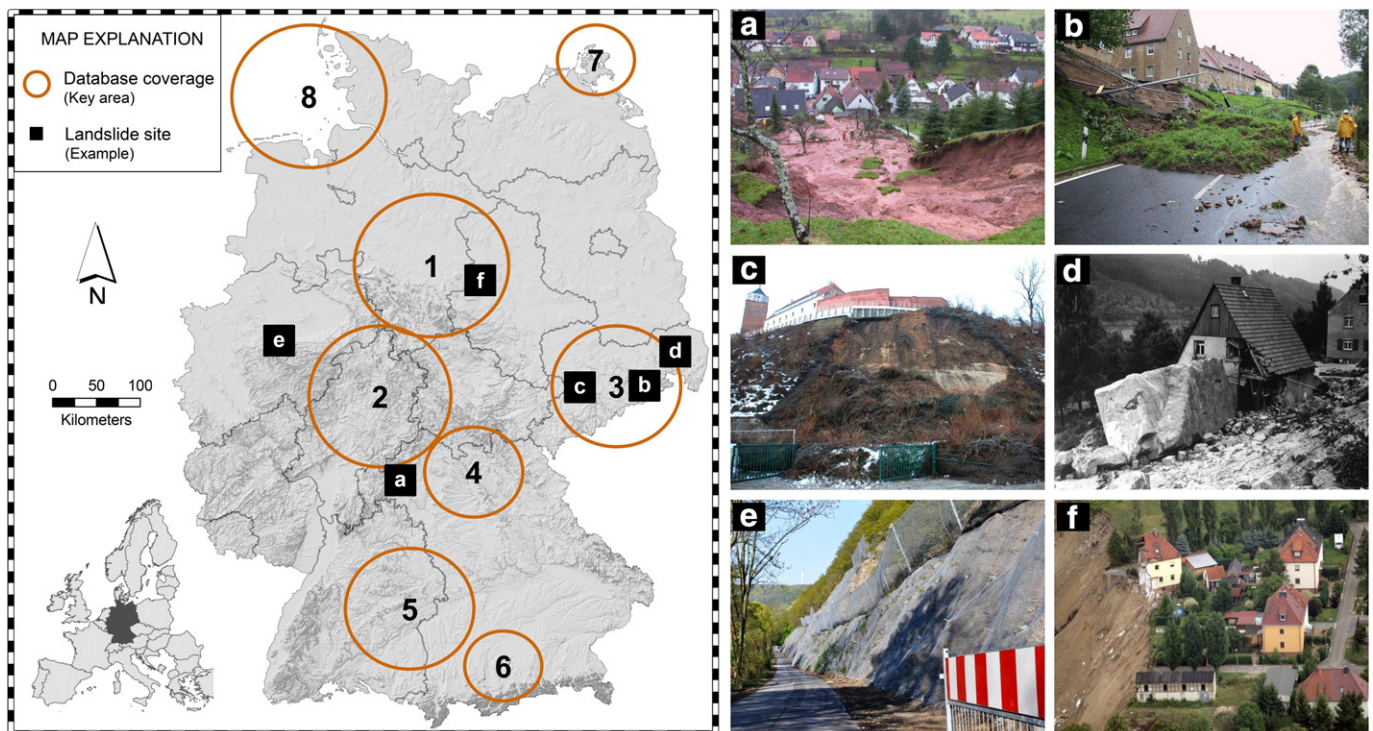 MAP EXPLANATION
Database coverage
(Key area)
Landslide site
(Example)
N
0 50 100
Kilometers
8
7
1
f
e
d
2
c
3
b
a
4
5
6
a
b
c
d
e
f